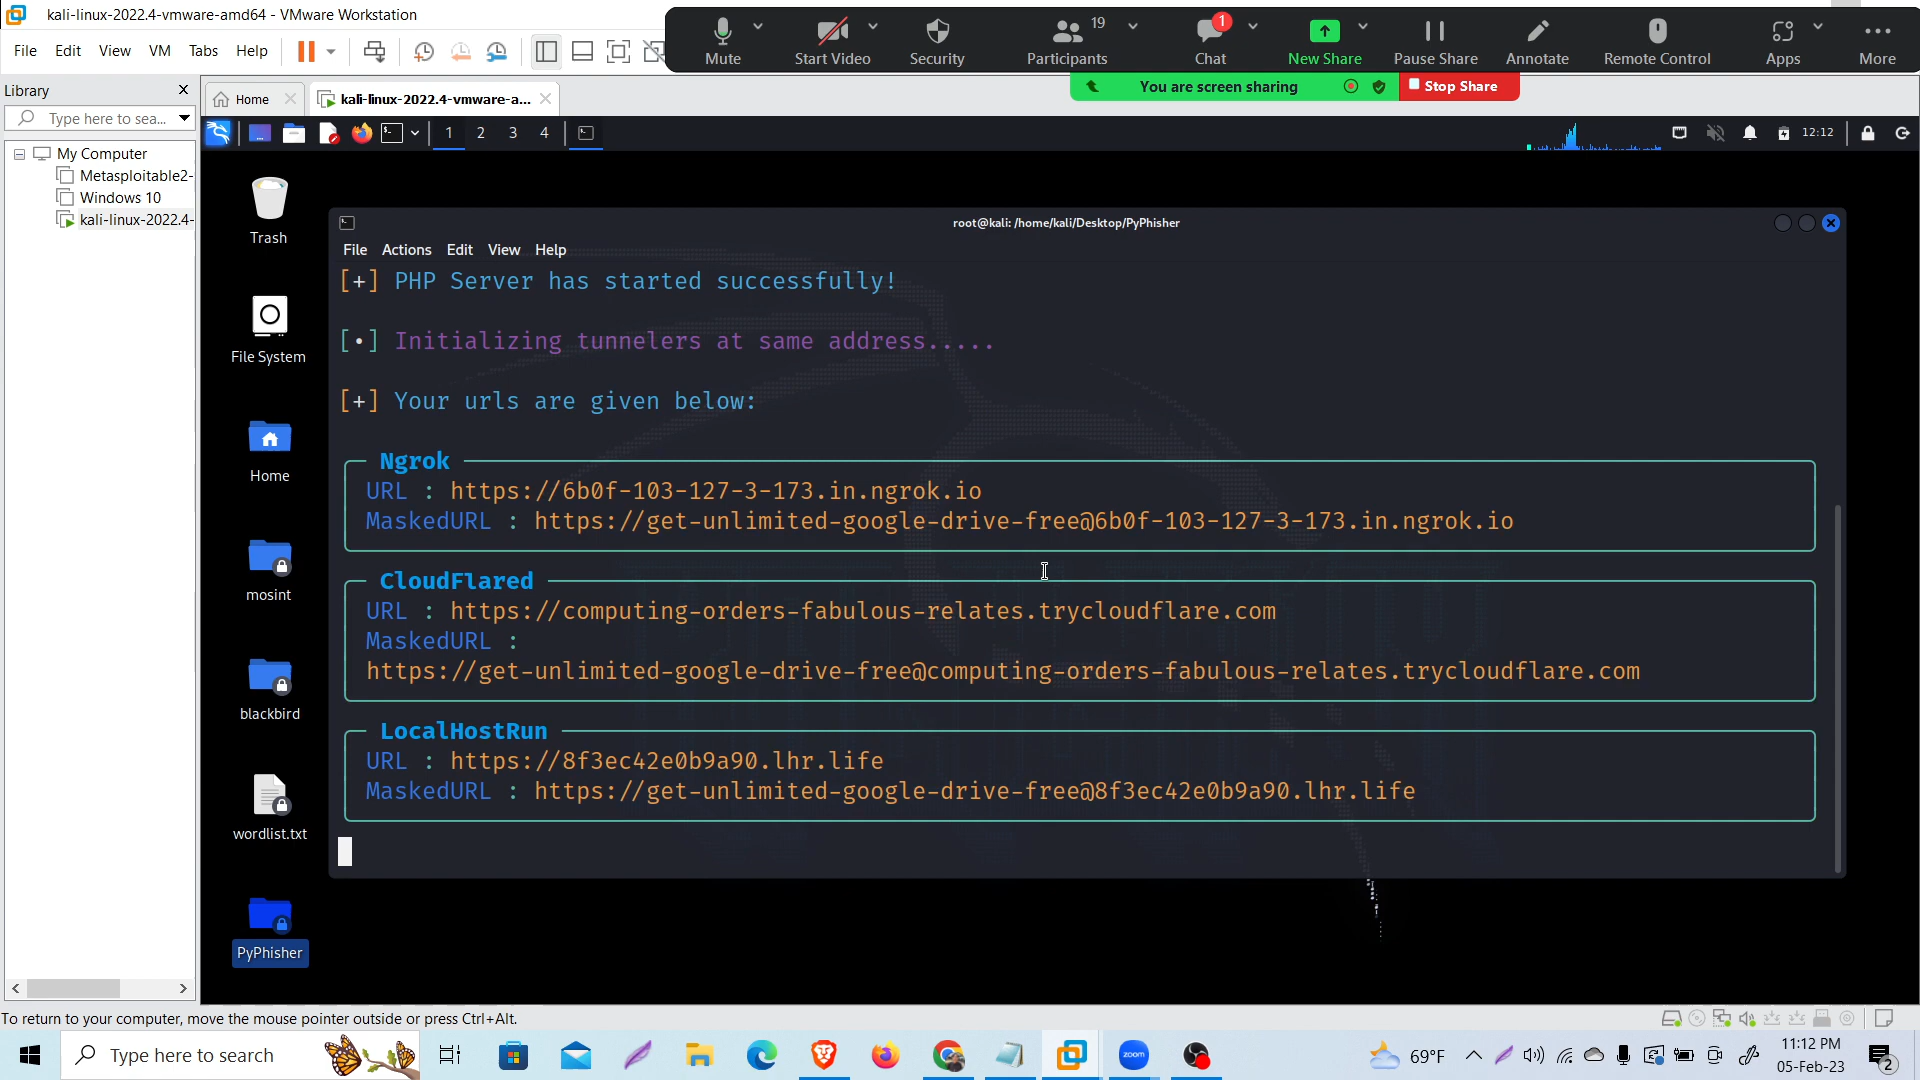 kali-linux-2022.4-vmware-amd64 - VMware Workstation
File Edit View VM Tabs Help
Mute
Start Video
Security
19
Participants
1
Chat
New Share
Pause Share
Annotate
Remote Control
Apps
More
You are screen sharing
Stop Share
Library
Type here to sea...
Home
kali-linux-2022.4-vmware-a...
My Computer
Metasploitable2-
Windows 10
kali-linux-2022.4-
1 2 3 4
12:12
Trash
File System
Home
mosint
blackbird
wordlist.txt
PyPhisher
root@kali: /home/kali/Desktop/PyPhisher
File Actions Edit View Help
[+] PHP Server has started successfully!
[•] Initializing tunnelers at same address.....
[+] Your urls are given below:
Ngrok
URL : https://6b0f-103-127-3-173.in.ngrok.io
MaskedURL : https://get-unlimited-google-drive-free@6b0f-103-127-3-173.in.ngrok.io
CloudFlared
URL : https://computing-orders-fabulous-relates.trycloudflare.com
MaskedURL :
https://get-unlimited-google-drive-free@computing-orders-fabulous-relates.trycloudflare.com
LocalHostRun
URL : https://8f3ec42e0b9a90.lhr.life
MaskedURL : https://get-unlimited-google-drive-free@8f3ec42e0b9a90.lhr.life
To return to your computer, move the mouse pointer outside or press Ctrl+Alt.
Type here to search
zoom
69°F
11:12 PM
05-Feb-23
2